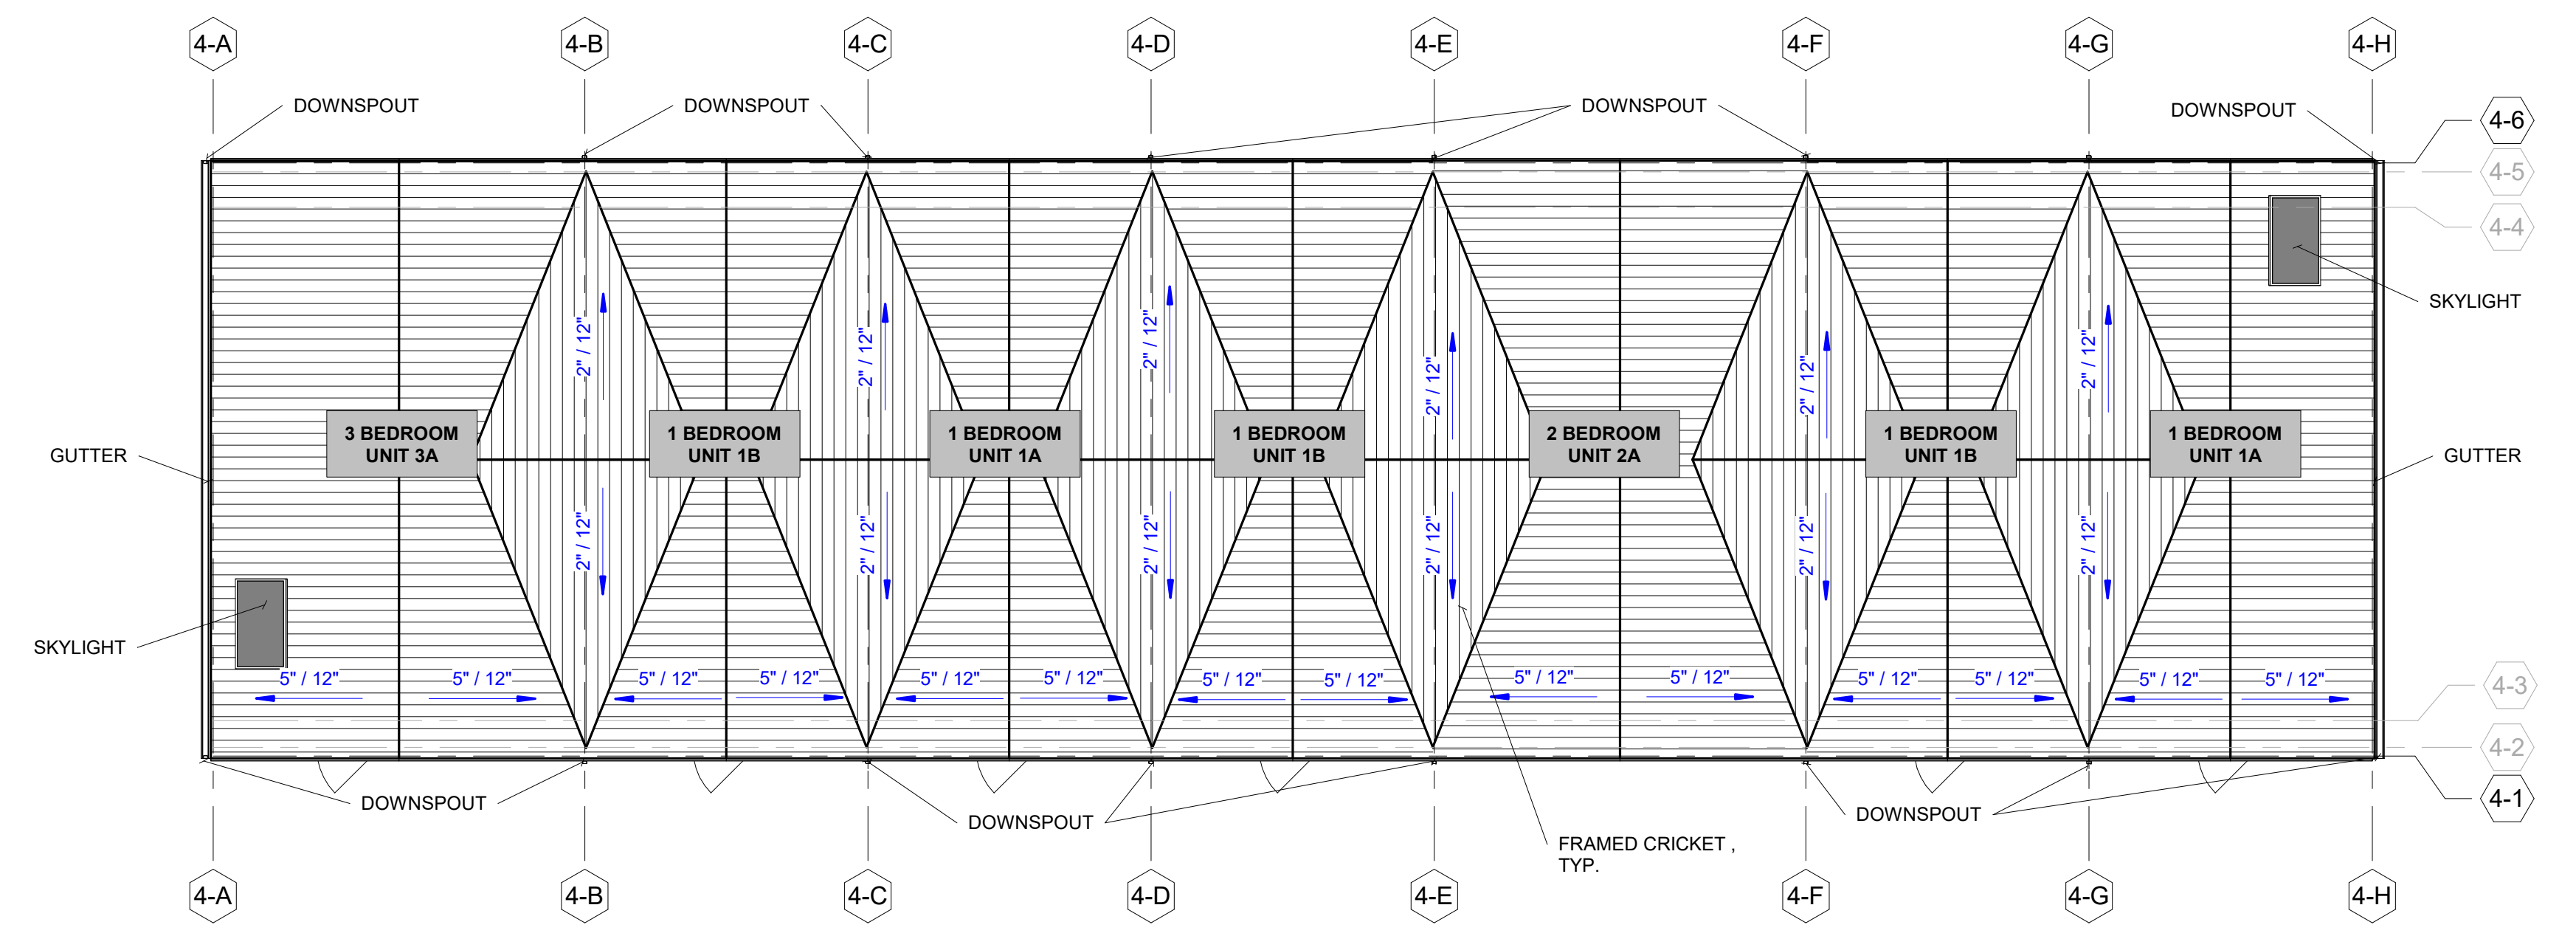 4-A
4-B
4-C
4-D
4-E
4-F
4-G
4-H
DOWNSPOUT
DOWNSPOUT
DOWNSPOUT
DOWNSPOUT
4-6
4-5
4-4
SKYLIGHT
2" / 12"
2" / 12"
2" / 12"
2" / 12"
2" / 12"
2" / 12"
GUTTER
3 BEDROOM
UNIT 3A
1 BEDROOM
UNIT 1B
1 BEDROOM
UNIT 1A
1 BEDROOM
UNIT 1B
2 BEDROOM
UNIT 2A
1 BEDROOM
UNIT 1B
1 BEDROOM
UNIT 1A
GUTTER
2" / 12"
2" / 12"
2" / 12"
2" / 12"
2" / 12"
2" / 12"
SKYLIGHT
5" / 12"
5" / 12"
5" / 12"
5" / 12"
5" / 12"
5" / 12"
5" / 12"
5" / 12"
5" / 12"
5" / 12"
5" / 12"
5" / 12"
5" / 12"
5" / 12"
4-3
4-2
4-1
DOWNSPOUT
DOWNSPOUT
DOWNSPOUT
FRAMED CRICKET ,
TYP.
4-A
4-B
4-C
4-D
4-E
4-F
4-G
4-H